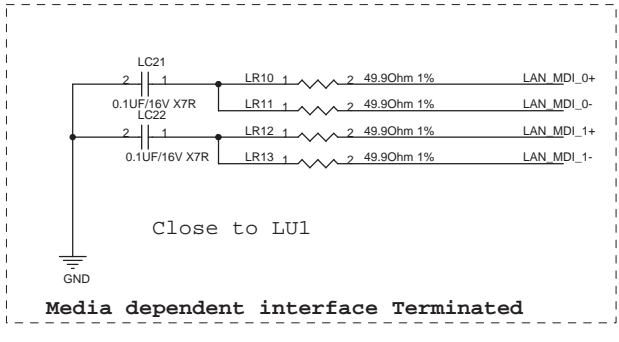 LC21
2 1 LR10 1 2 49.9Ohm 1% LAN_MDI_0+
0.1UF/16V X7R LR11 1 2 49.9Ohm 1% LAN_MDI_0-
LC22
2 1 LR12 1 2 49.9Ohm 1% LAN_MDI_1+
0.1UF/16V X7R LR13 1 2 49.9Ohm 1% LAN_MDI_1-
Close to LU1
GND
Media dependent interface Terminated